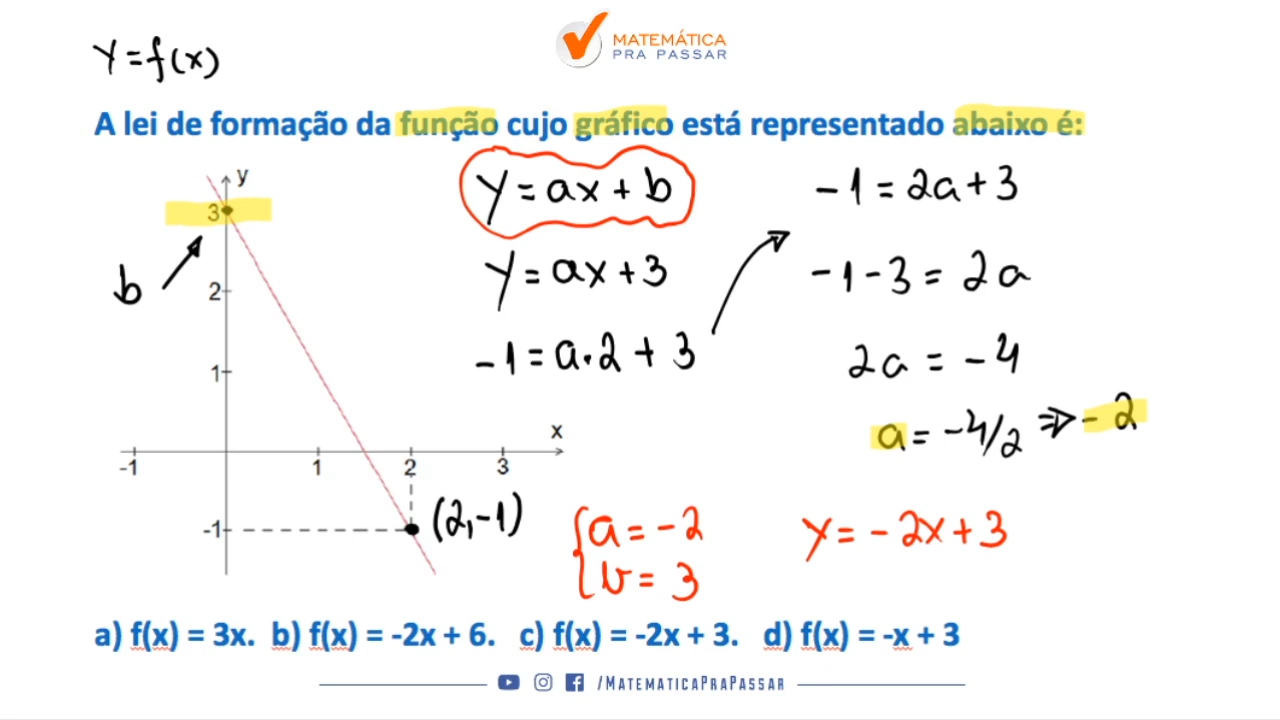 Y = f(x)
MATEMÁTICA
PRA PASSAR
A lei de formação da função cujo gráfico está representado abaixo é:
y
3
b
2
1
x
-1
1
2
3
-1
(2,-1)
Y = ax + b
Y = ax + 3
-1 = a.2 + 3
-1 = 2a + 3
-1 - 3 = 2a
2a = -4
a = -4/2 ⇒ -2
a = -2
b = 3
Y = -2x + 3
a) f(x) = 3x. b) f(x) = -2x + 6. c) f(x) = -2x + 3. d) f(x) = -x + 3
/MATEMATICAPRAPASSAR